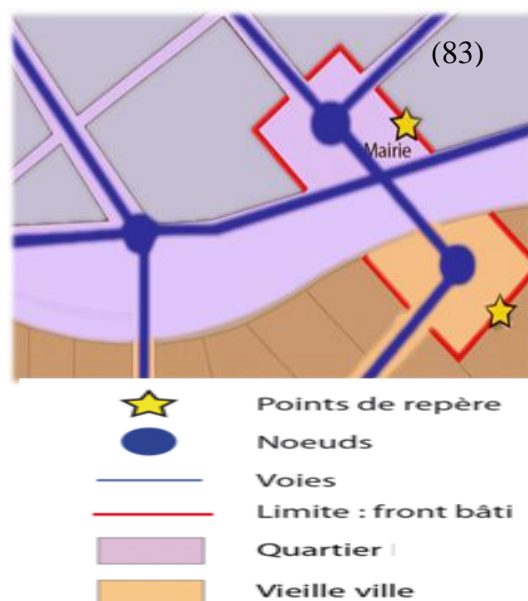 (83)
Mairie
Points de repère
Noeuds
Voies
Limite : front bâti
Quartier
Vieille ville